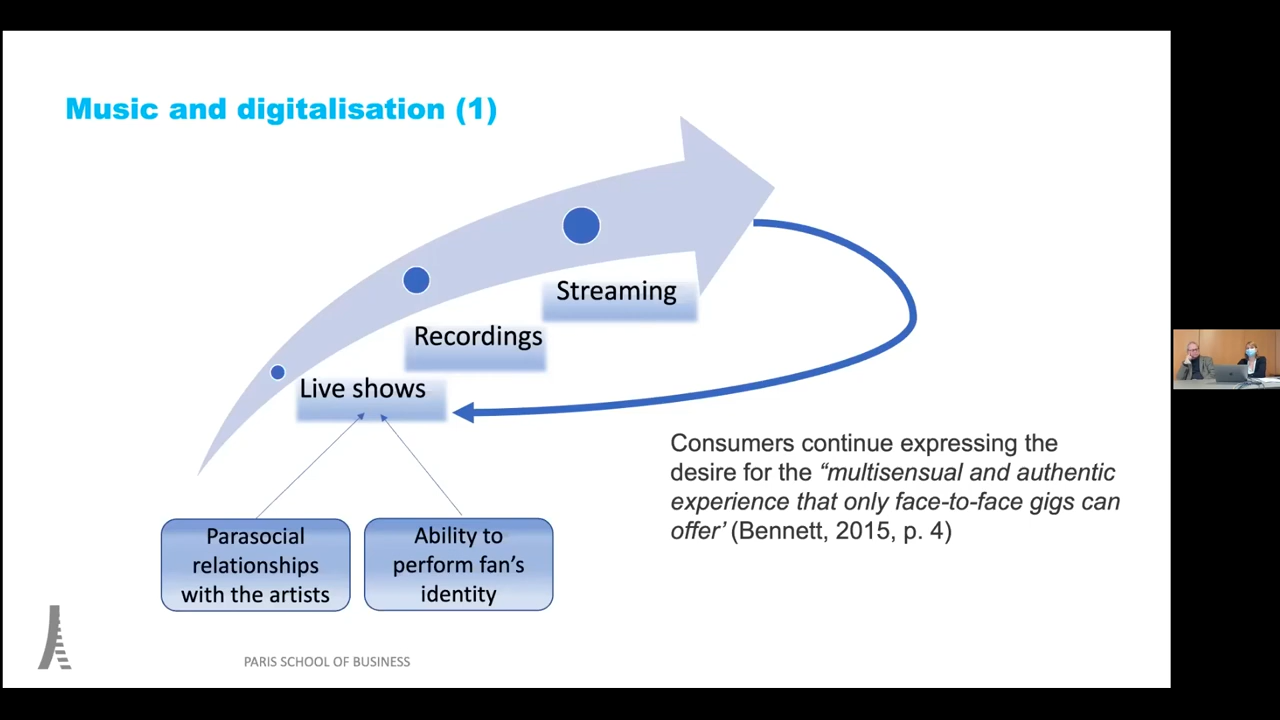 Music and digitalisation (1)
Streaming
Recordings
Live shows
Consumers continue expressing the
desire for the “multisensual and authentic
experience that only face-to-face gigs can
offer’ (Bennett, 2015, p. 4)
Parasocial
relationships
with the artists
Ability to
perform fan’s
identity
PARIS SCHOOL OF BUSINESS